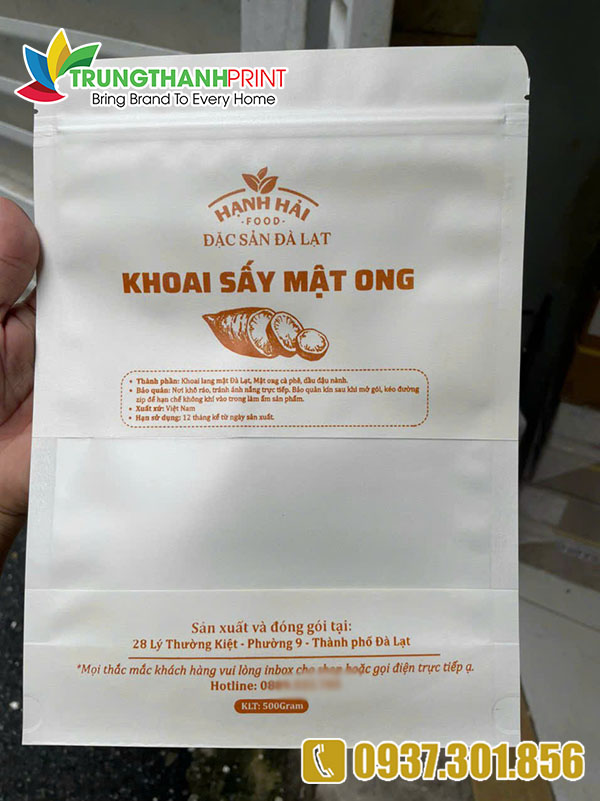 TRUNGTHANHPRINT
Bring Brand To Every Home
HẠNH HẢI
-FOOD-
ĐẶC SẢN ĐÀ LẠT
KHOAI SẤY MẬT ONG
• Thành phần: Khoai lang mật Đà Lạt, Mật ong cà phê, dầu đậu nành.
• Bảo quản: Nơi khô ráo, tránh ánh nắng trực tiếp. Bảo quản kín sau khi mở gói, kéo đường
zip để hạn chế không khí vào trong làm ẩm sản phẩm.
• Xuất xứ: Việt Nam
• Hạn sử dụng: 12 tháng kể từ ngày sản xuất.
Sản xuất và đóng gói tại:
28 Lý Thường Kiệt - Phường 9 - Thành phố Đà Lạt
*Mọi thắc mắc khách hàng vui lòng inbox cho shop hoặc gọi điện trực tiếp ạ.
Hotline:
KLT: 500Gram
0937.301.856